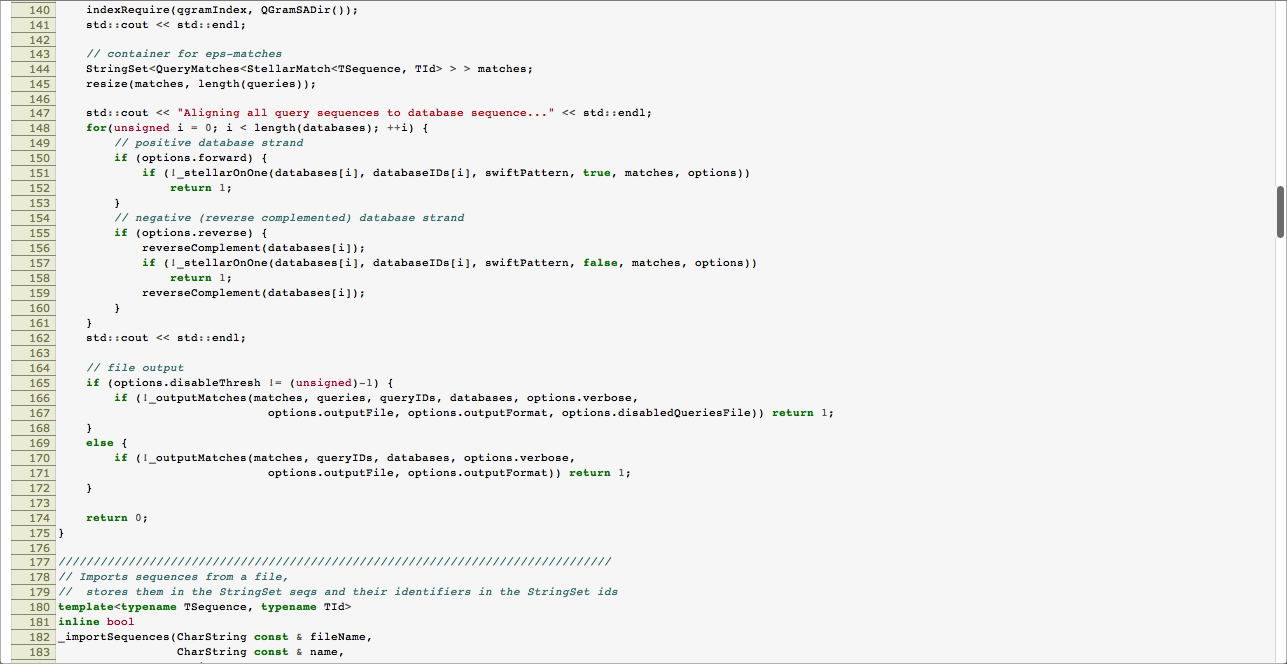 140     indexRequire(qgramIndex, QGramSADir());
141     std::cout << std::endl;
142
143     // container for eps-matches
144     StringSet<QueryMatches<StellarMatch<TSequence, TId> > > matches;
145     resize(matches, length(queries));
146
147     std::cout << "Aligning all query sequences to database sequence..." << std::endl;
148     for(unsigned i = 0; i < length(databases); ++i) {
149         // positive database strand
150         if (options.forward) {
151             if (!_stellarOnOne(databases[i], databaseIDs[i], swiftPattern, true, matches, options))
152                 return 1;
153         }
154         // negative (reverse complemented) database strand
155         if (options.reverse) {
156             reverseComplement(databases[i]);
157             if (!_stellarOnOne(databases[i], databaseIDs[i], swiftPattern, false, matches, options))
158                 return 1;
159             reverseComplement(databases[i]);
160         }
161     }
162     std::cout << std::endl;
163
164     // file output
165     if (options.disableThresh != (unsigned)-1) {
166         if (!_outputMatches(matches, queries, queryIDs, databases, options.verbose,
167                               options.outputFile, options.outputFormat, options.disabledQueriesFile)) return 1;
168     }
169     else {
170         if (!_outputMatches(matches, queryIDs, databases, options.verbose,
171                               options.outputFile, options.outputFormat)) return 1;
172     }
173
174     return 0;
175 }
176
177 ///////////////////////////////////////////////////////////////////////////////
178 // Imports sequences from a file,
179 //  stores them in the StringSet seqs and their identifiers in the StringSet ids
180 template<typename TSequence, typename TId>
181 inline bool
182 _importSequences(CharString const & fileName,
183                  CharString const & name,